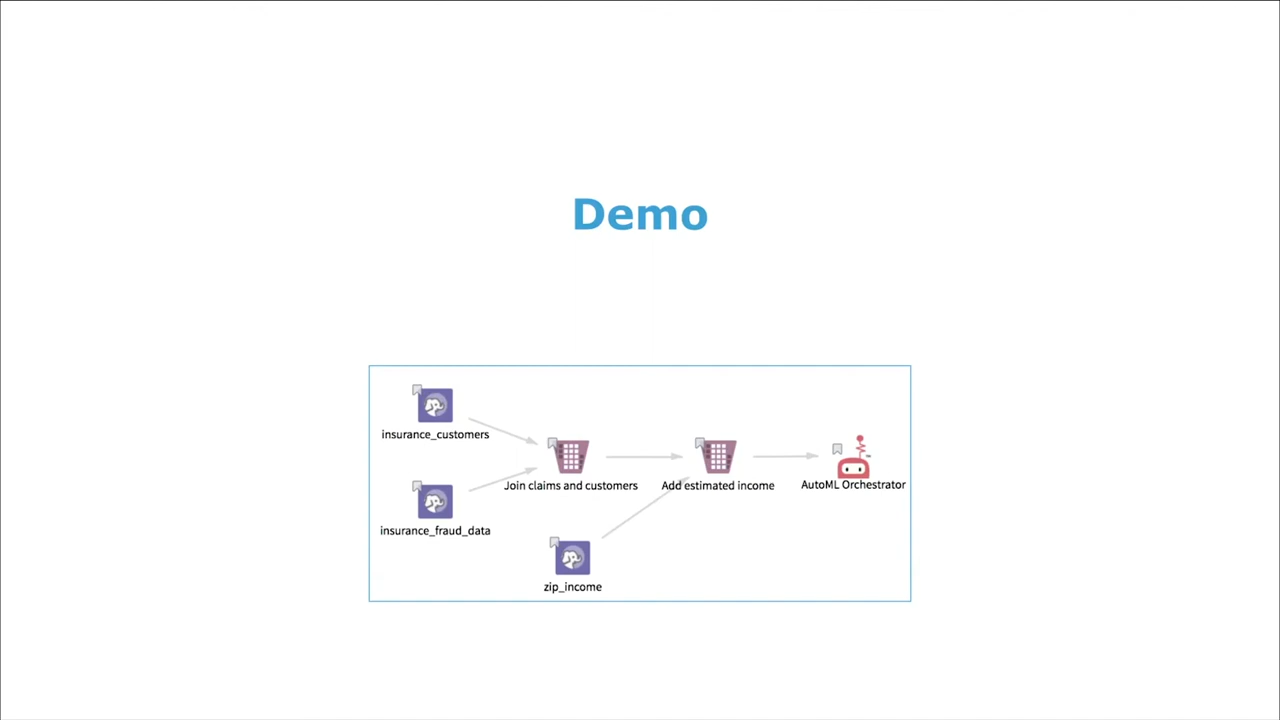 Demo
insurance_customers
Join claims and customers
Add estimated income
AutoML Orchestrator
insurance_fraud_data
zip_income